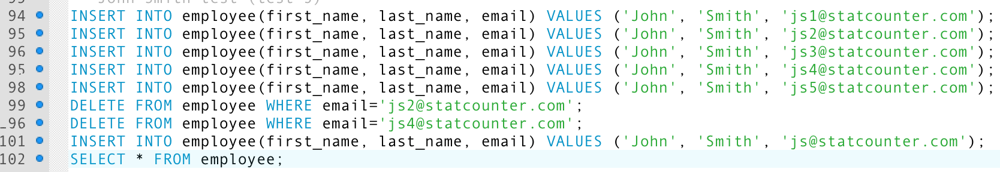 94 INSERT INTO employee(first_name, last_name, email) VALUES ('John', 'Smith', 'js1@statcounter.com');
95 INSERT INTO employee(first_name, last_name, email) VALUES ('John', 'Smith', 'js2@statcounter.com');
96 INSERT INTO employee(first_name, last_name, email) VALUES ('John', 'Smith', 'js3@statcounter.com');
95 INSERT INTO employee(first_name, last_name, email) VALUES ('John', 'Smith', 'js4@statcounter.com');
98 INSERT INTO employee(first_name, last_name, email) VALUES ('John', 'Smith', 'js5@statcounter.com');
99 DELETE FROM employee WHERE email='js2@statcounter.com';
96 DELETE FROM employee WHERE email='js4@statcounter.com';
101 INSERT INTO employee(first_name, last_name, email) VALUES ('John', 'Smith', 'js@statcounter.com');
102 SELECT * FROM employee;